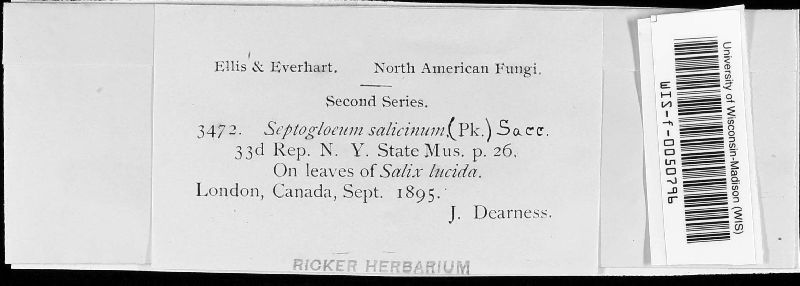 Ellis & Everhart. North American Fungi.
Second Series.
3472. Septogloeum salicinum (Pk.) Sacc.
33d Rep. N. Y. State Mus. p. 26.
On leaves of Salix lucida.
London, Canada, Sept. 1895.
J. Dearness.
RICKER HERBARIUM
University of Wisconsin-Madison (WIS)
WIS-f-0050796